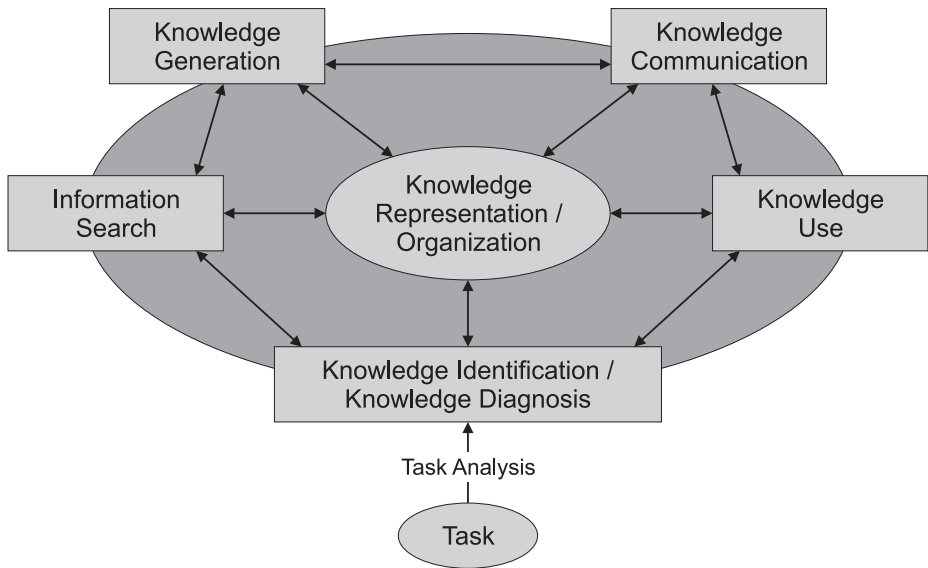 Knowledge
Generation
Knowledge
Communication
Information
Search
Knowledge
Representation /
Organization
Knowledge
Use
Knowledge Identification /
Knowledge Diagnosis
Task Analysis
Task